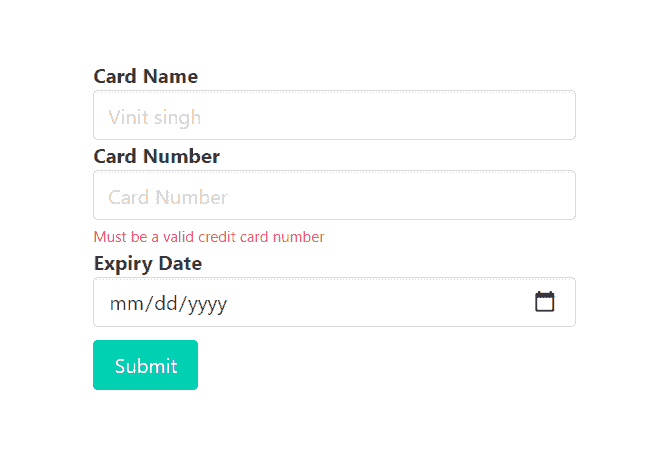 Card Name
Vinit singh
Card Number
Card Number
Must be a valid credit card number
Expiry Date
mm/dd/yyyy
Submit